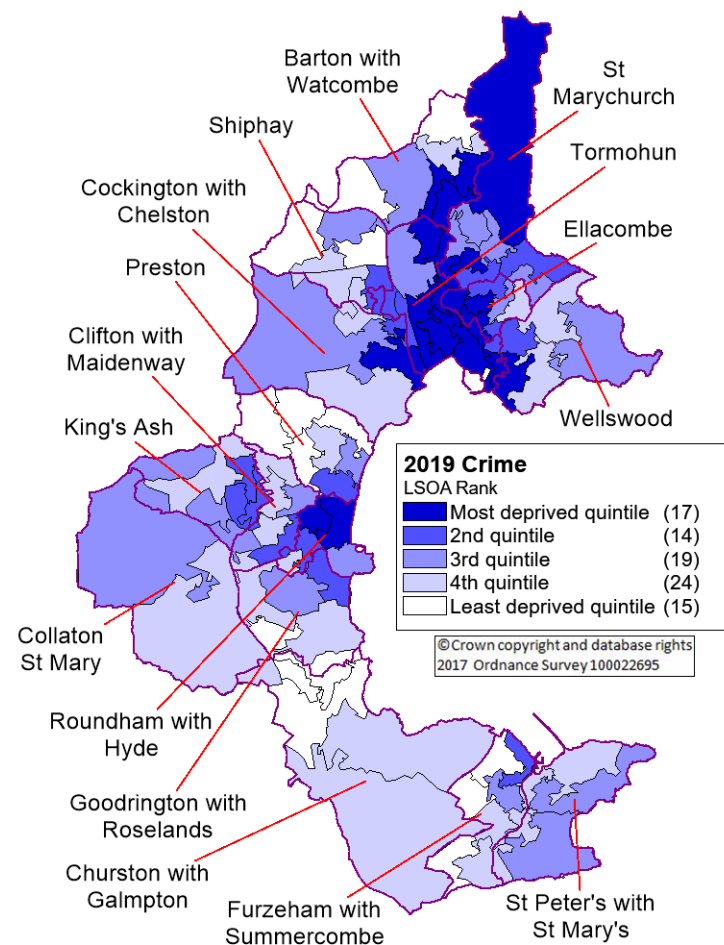 Barton with
Watcombe
St
Marychurch
Shiphay
Tormohun
Cockington with
Chelston
Ellacombe
Preston
Clifton with
Maidenway
King's Ash
Wellswood
2019 Crime
LSOA Rank
Most deprived quintile (17)
2nd quintile (14)
3rd quintile (19)
4th quintile (24)
Least deprived quintile (15)
©Crown copyright and database rights
2017 Ordnance Survey 100022695
Collaton
St Mary
Roundham with
Hyde
Goodrington with
Roselands
Churston with
Galmpton
Furzeham with
Summercombe
St Peter's with
St Mary's